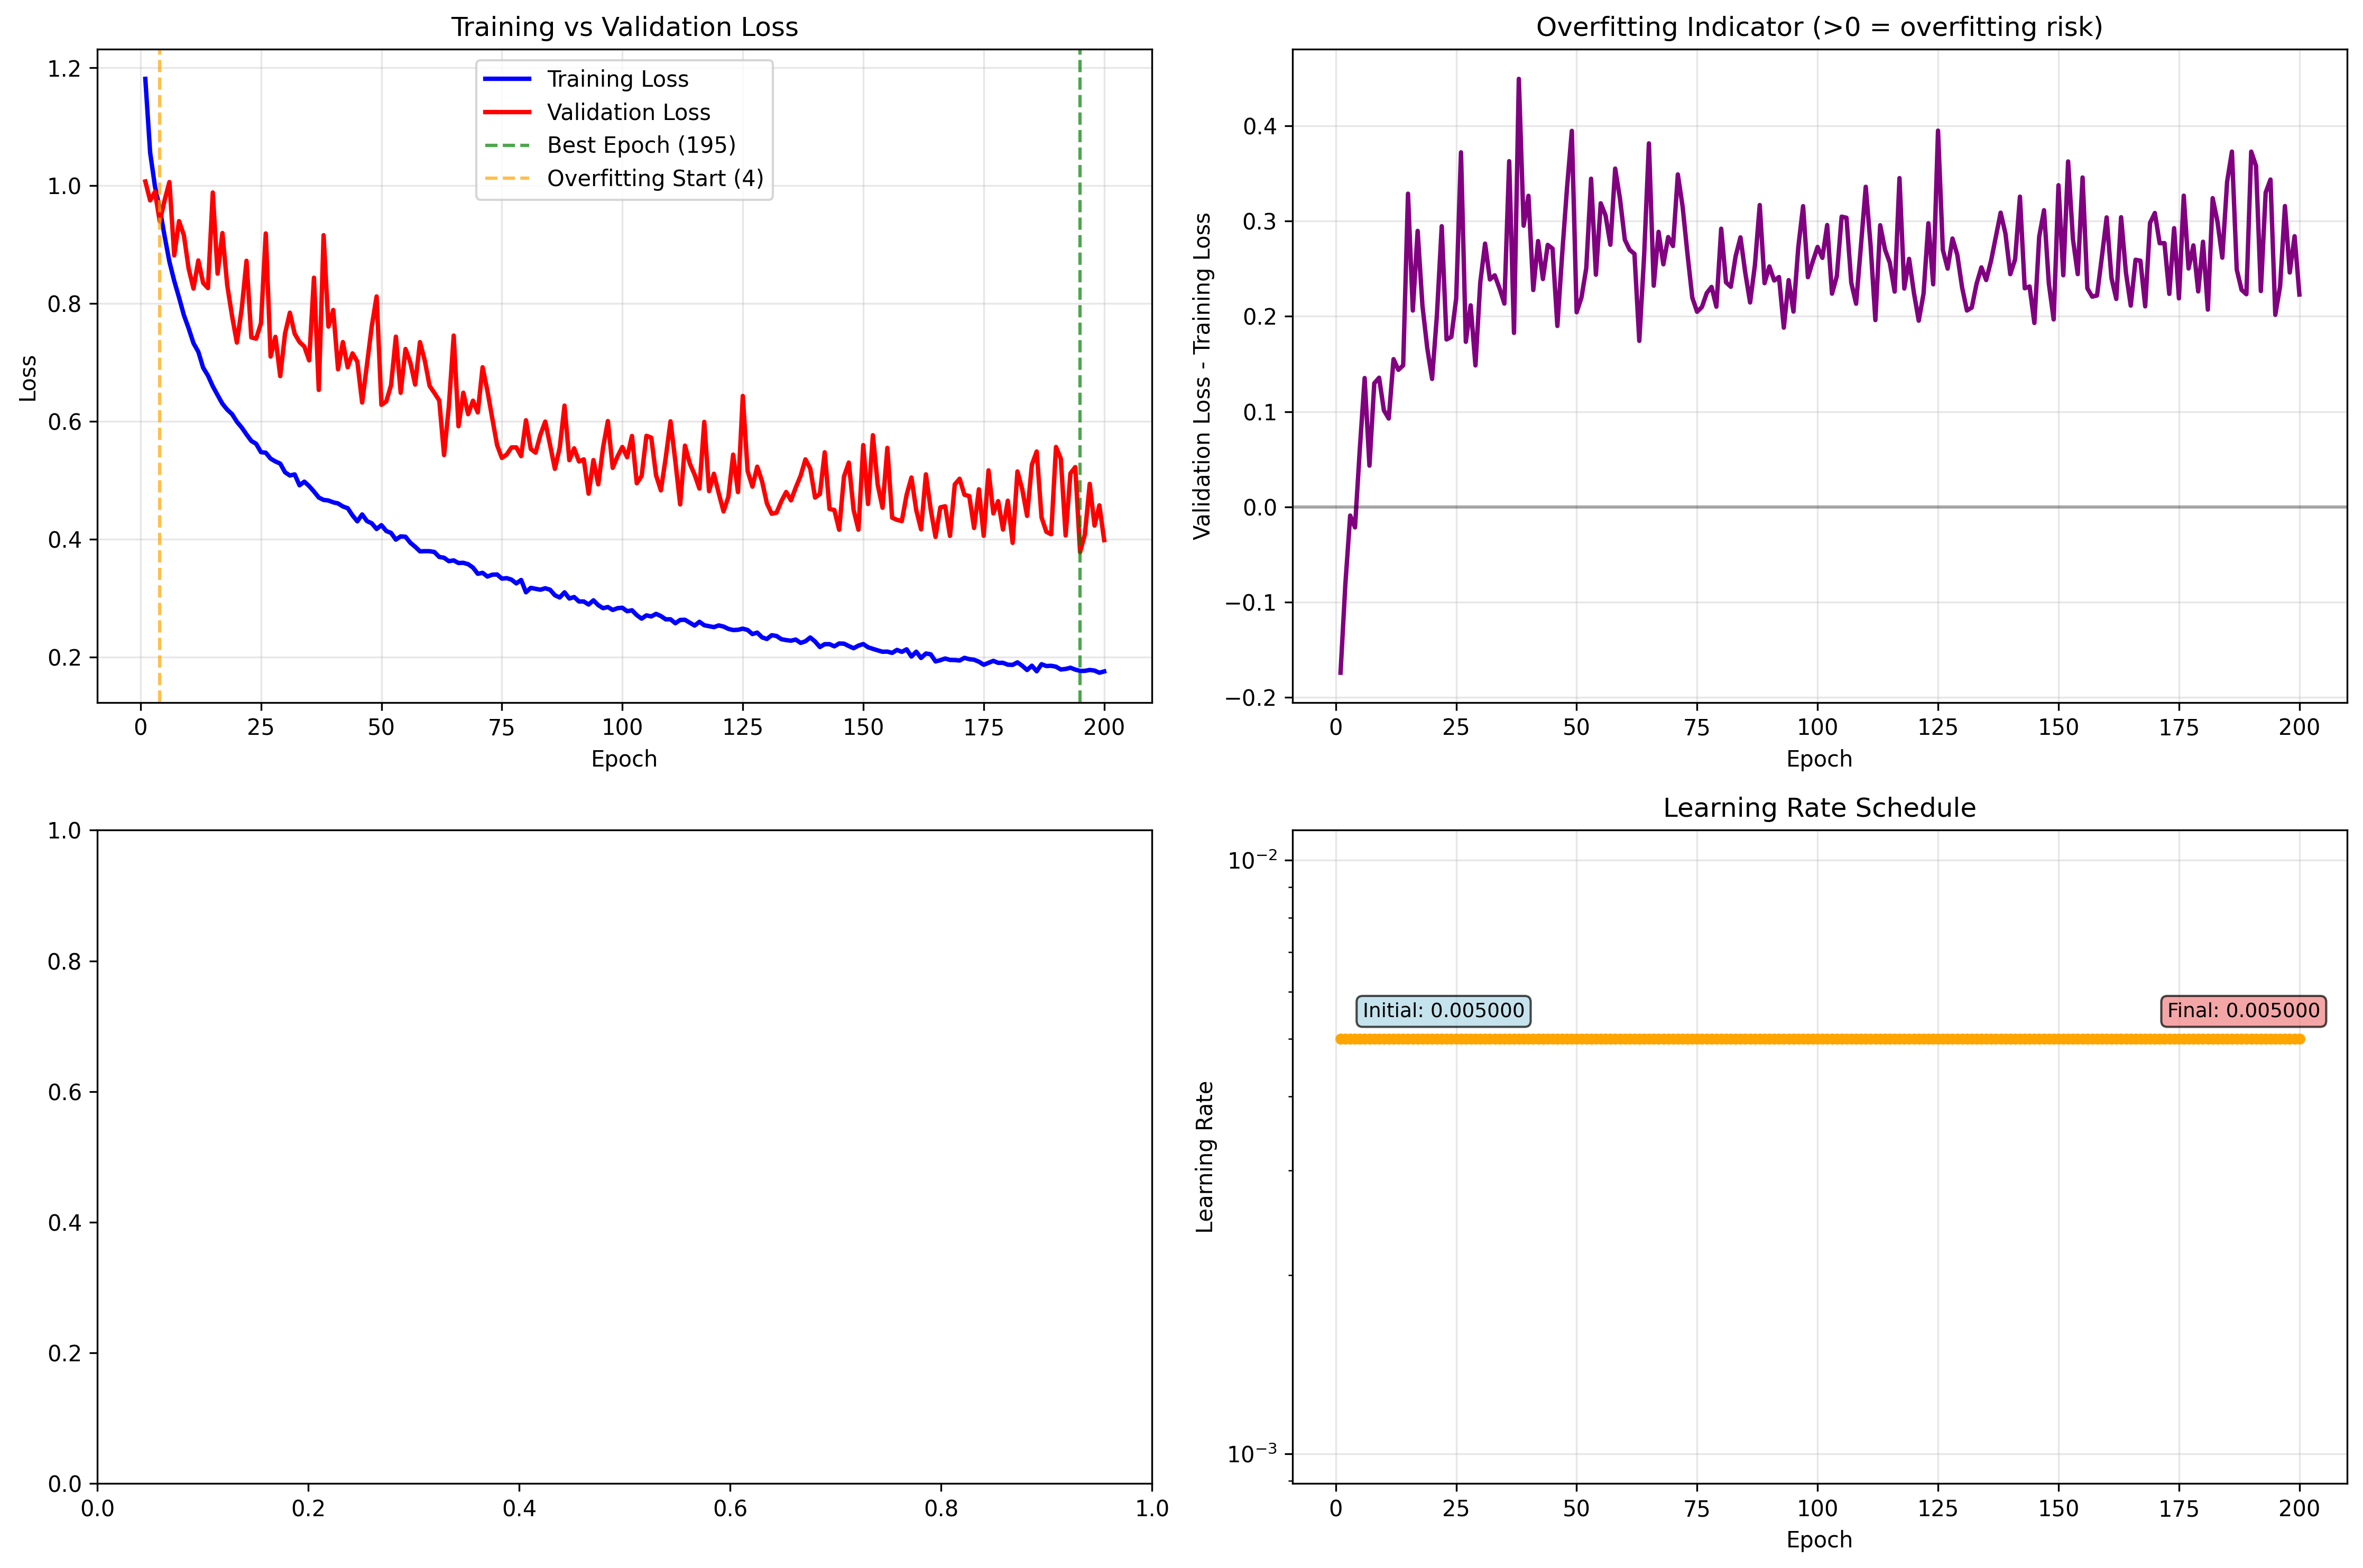 Training vs Validation Loss
1.2
1.0
0.8
0.6
0.4
0.2
Loss
Training Loss
Validation Loss
Best Epoch (195)
Overfitting Start (4)
0 25 50 75 100 125 150 175 200
Epoch
Overfitting Indicator (>0 = overfitting risk)
0.4
0.3
0.2
0.1
0.0
−0.1
−0.2
Validation Loss - Training Loss
0 25 50 75 100 125 150 175 200
Epoch
1.0
0.8
0.6
0.4
0.2
0.0
0.0 0.2 0.4 0.6 0.8 1.0
Learning Rate Schedule
10⁻²
10⁻³
Learning Rate
Initial: 0.005000
Final: 0.005000
0 25 50 75 100 125 150 175 200
Epoch